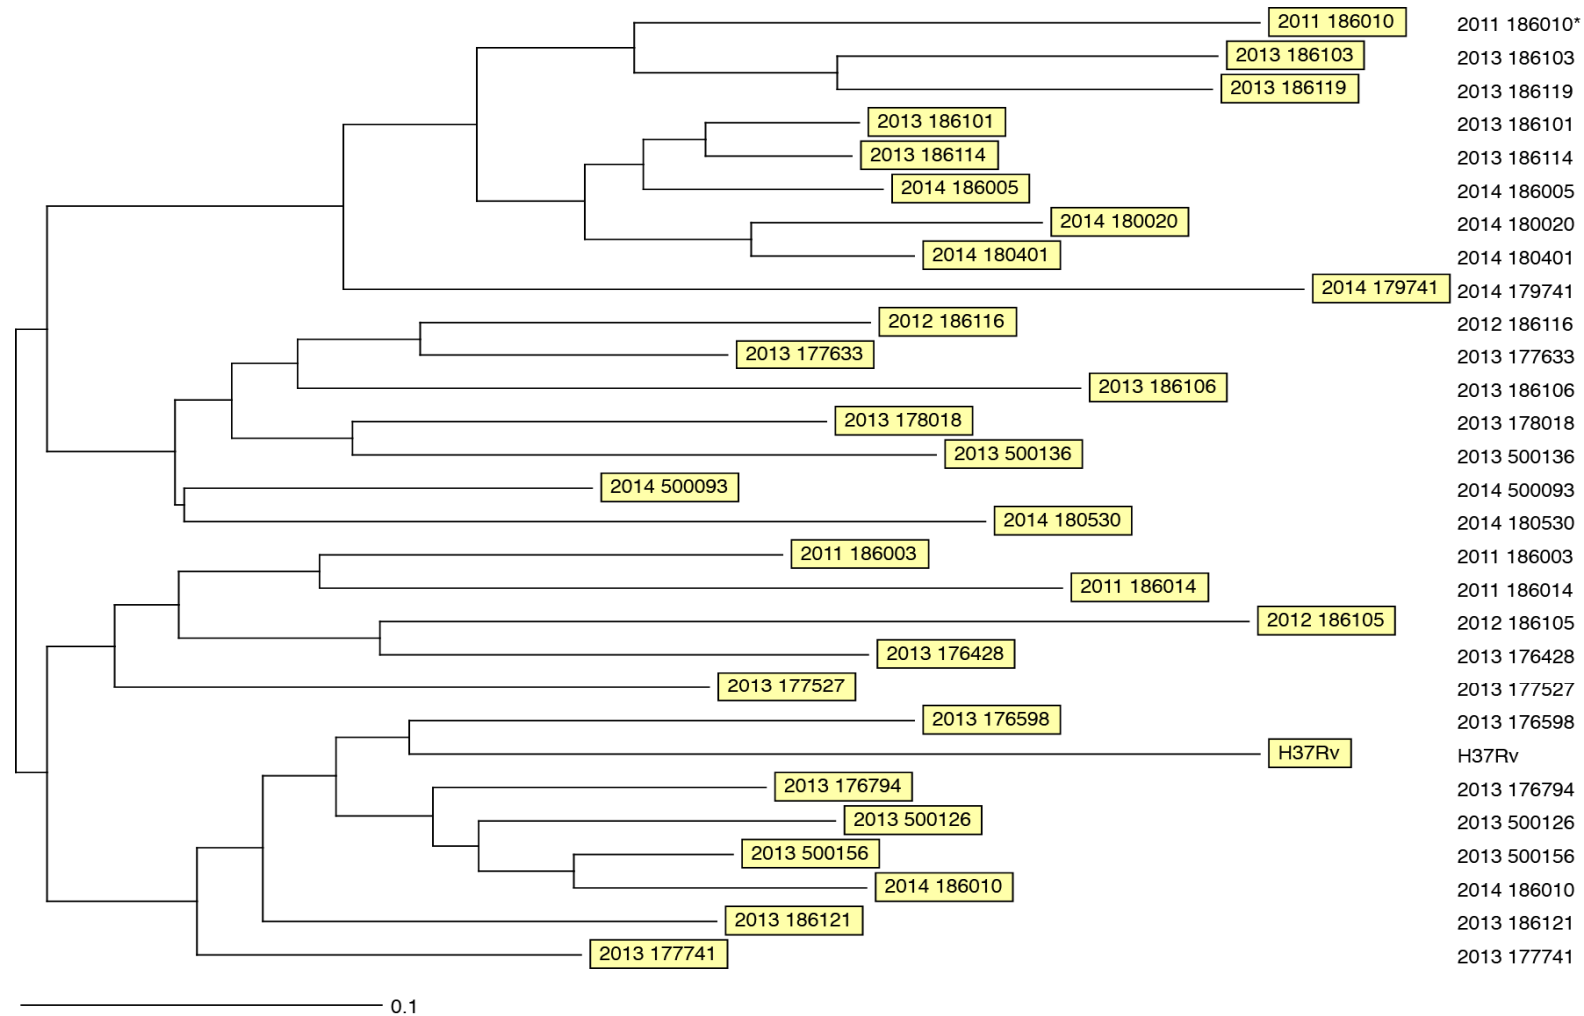 2011 186010 2011 186010*
2013 186103 2013 186103
2013 186119 2013 186119
2013 186101 2013 186101
2013 186114 2013 186114
2014 186005 2014 186005
2014 180020 2014 180020
2014 180401 2014 180401
2014 179741 2014 179741
2012 186116 2012 186116
2013 177633 2013 177633
2013 186106 2013 186106
2013 178018 2013 178018
2013 500136 2013 500136
2014 500093 2014 500093
2014 180530 2014 180530
2011 186003 2011 186003
2011 186014 2011 186014
2012 186105 2012 186105
2013 176428 2013 176428
2013 177527 2013 177527
2013 176598 2013 176598
H37Rv H37Rv
2013 176794 2013 176794
2013 500126 2013 500126
2013 500156 2013 500156
2014 186010 2014 186010
2013 186121 2013 186121
2013 177741 2013 177741
0.1